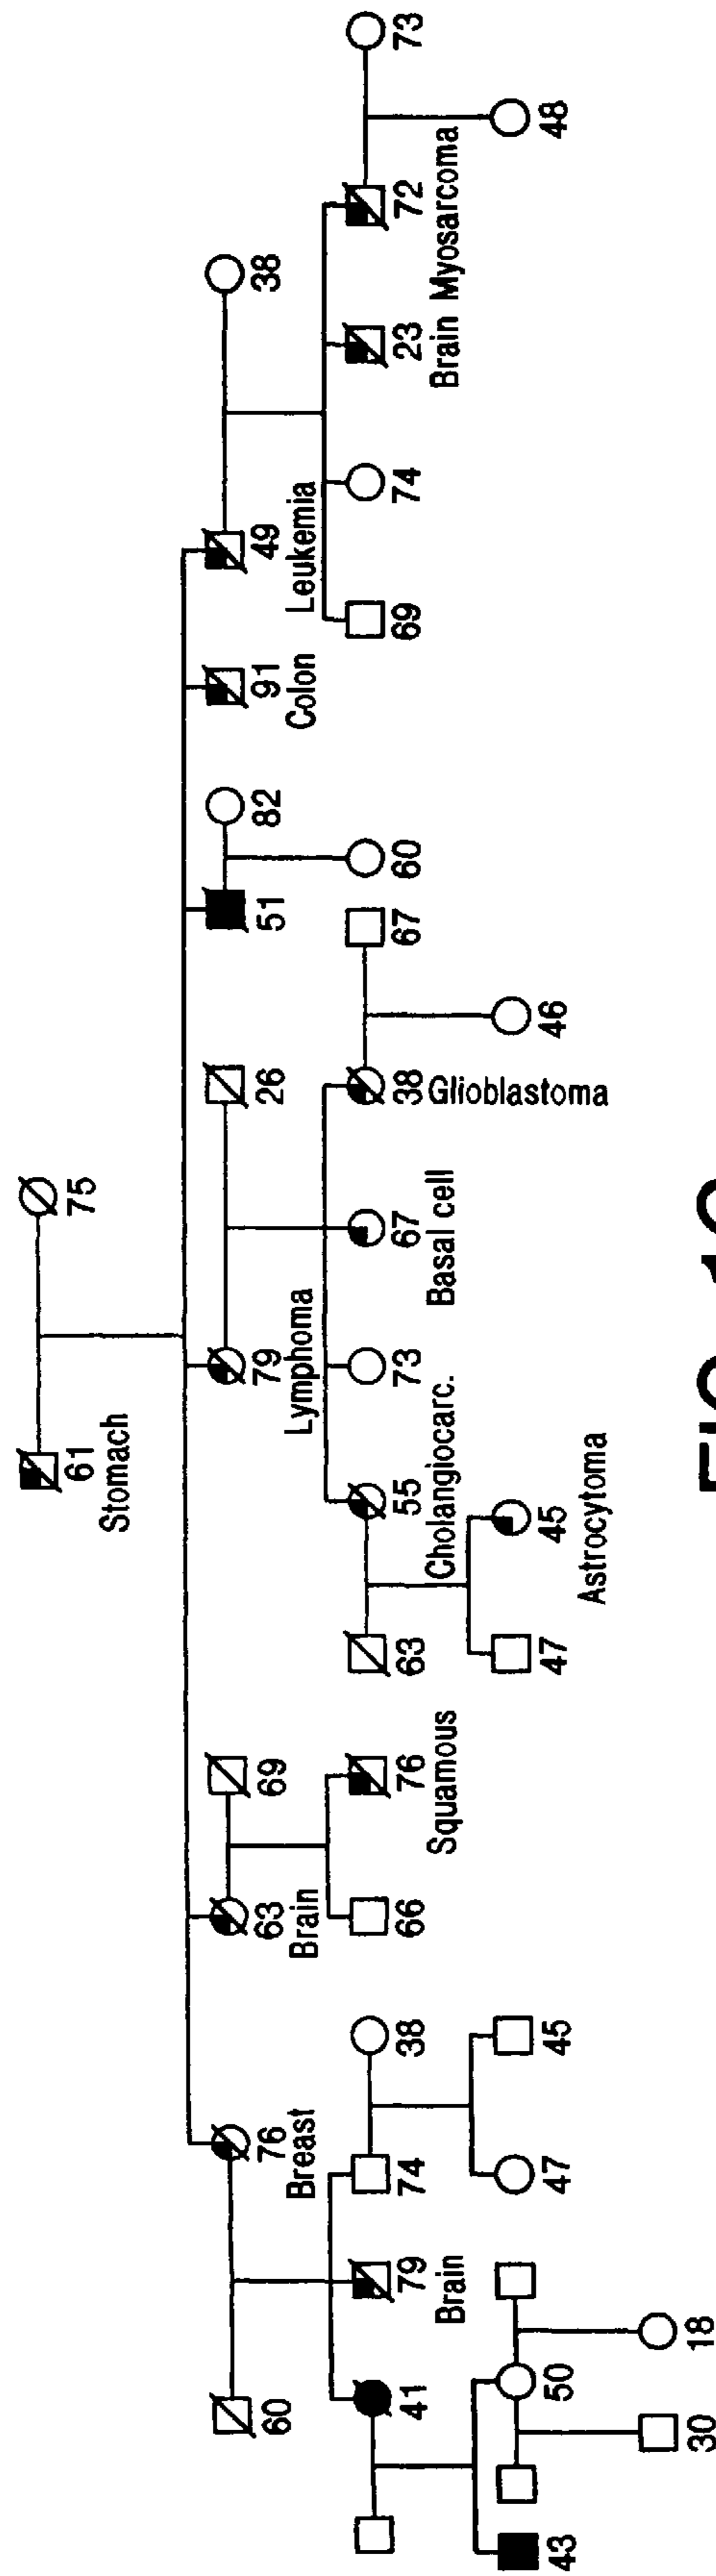 61 75
Stomach
60 76 63 69 79 26 51 82 91 49 38
Breast Brain Lymphoma Colon Leukemia
41 79 74 38 66 76 63 55 73 67 38 Glioblastoma 67 60 69 74 23 72 73
Brain Squamous Cholangiocarc. Basal cell Brain Myosarcoma
43 50 47 45 47 45 46 48
Astrocytoma
30 18